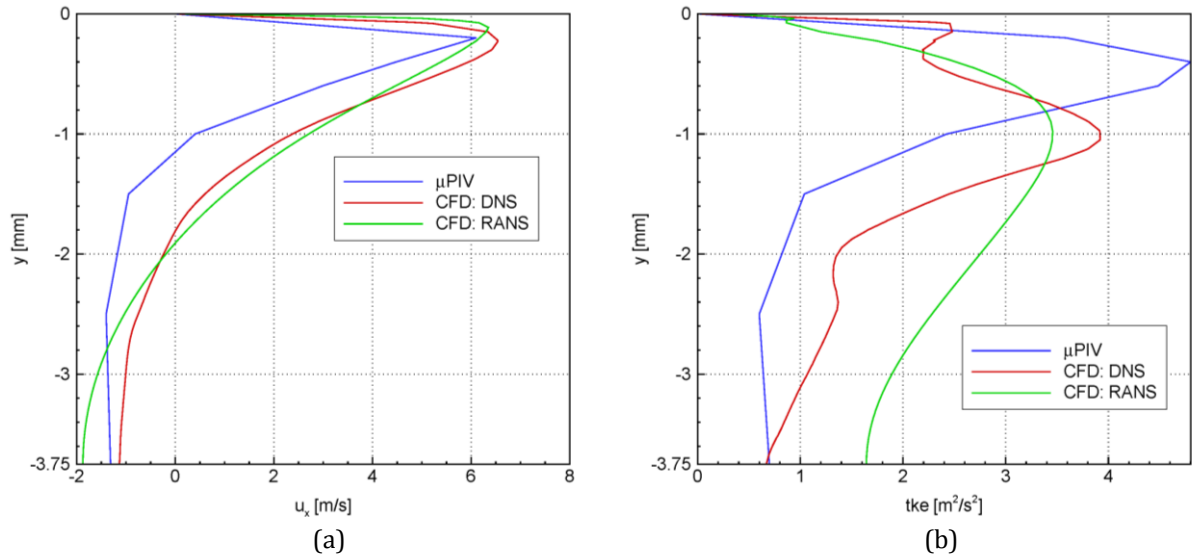 0
-1
-2
-3
-3.75
y [mm]
-2 0 2 4 6 8
u_x [m/s]
μPIV
CFD: DNS
CFD: RANS
(a)
0
-1
-2
-3
-3.75
y [mm]
0 1 2 3 4
tke [m²/s²]
μPIV
CFD: DNS
CFD: RANS
(b)